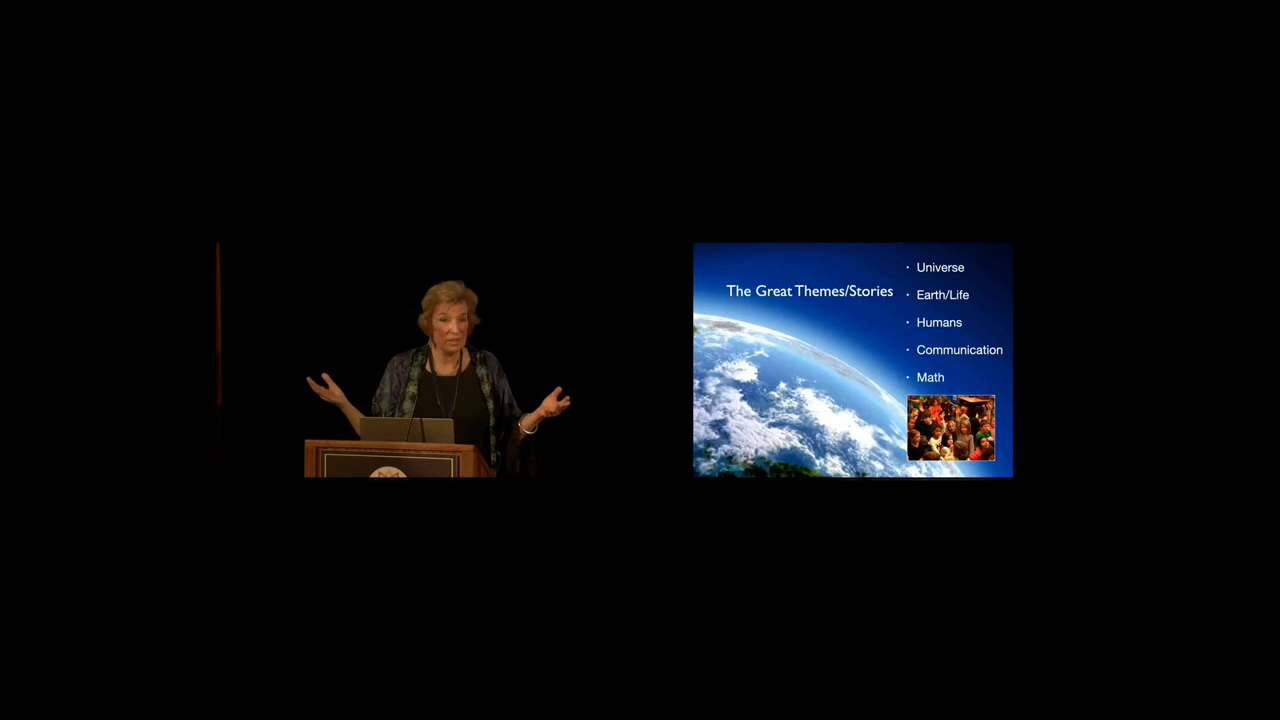 The Great Themes/Stories
· Universe
· Earth/Life
· Humans
· Communication
· Math